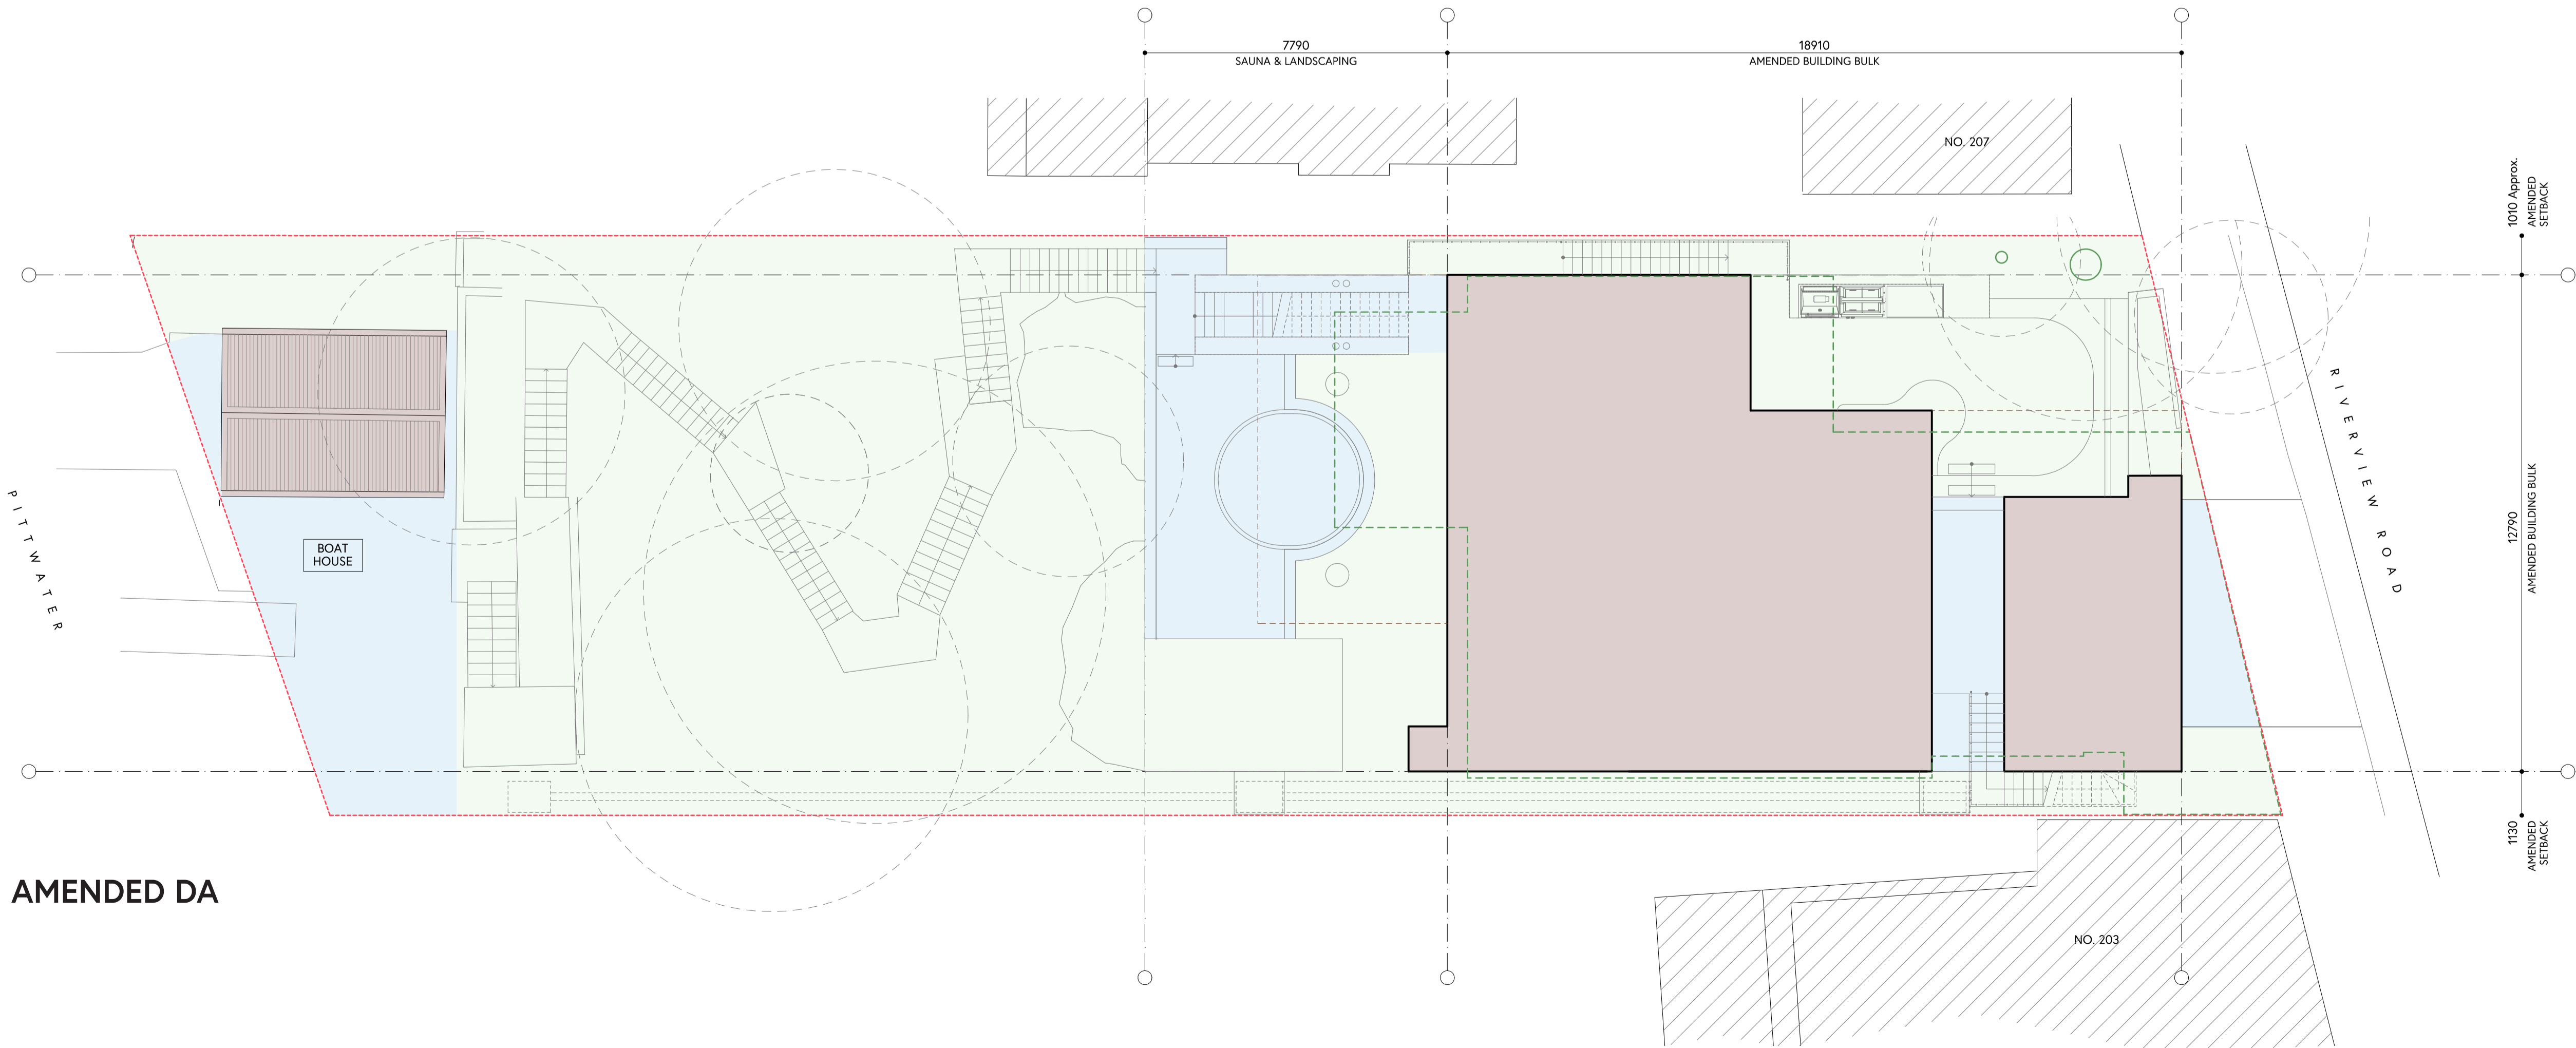 7790
SAUNA & LANDSCAPING
18910
AMENDED BUILDING BULK
NO. 207
1010 Approx.
AMENDED
SETBACK
RIVERVIEW ROAD
12790
AMENDED BUILDING BULK
PITTWATER
BOAT
HOUSE
1130
AMENDED
SETBACK
AMENDED DA
NO. 203